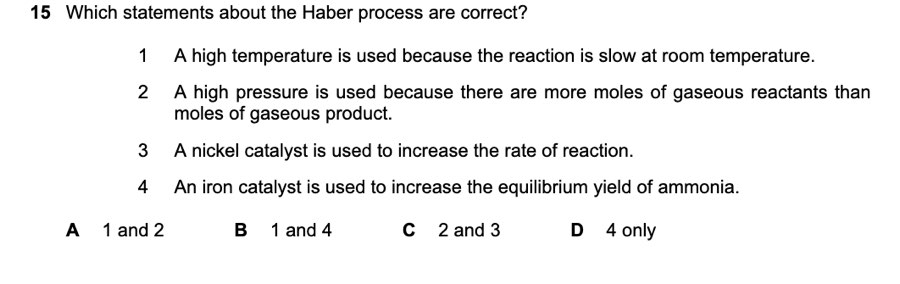 15 Which statements about the Haber process are correct?
1 A high temperature is used because the reaction is slow at room temperature.
2 A high pressure is used because there are more moles of gaseous reactants than
moles of gaseous product.
3 A nickel catalyst is used to increase the rate of reaction.
4 An iron catalyst is used to increase the equilibrium yield of ammonia.
A 1 and 2 B 1 and 4 C 2 and 3 D 4 only